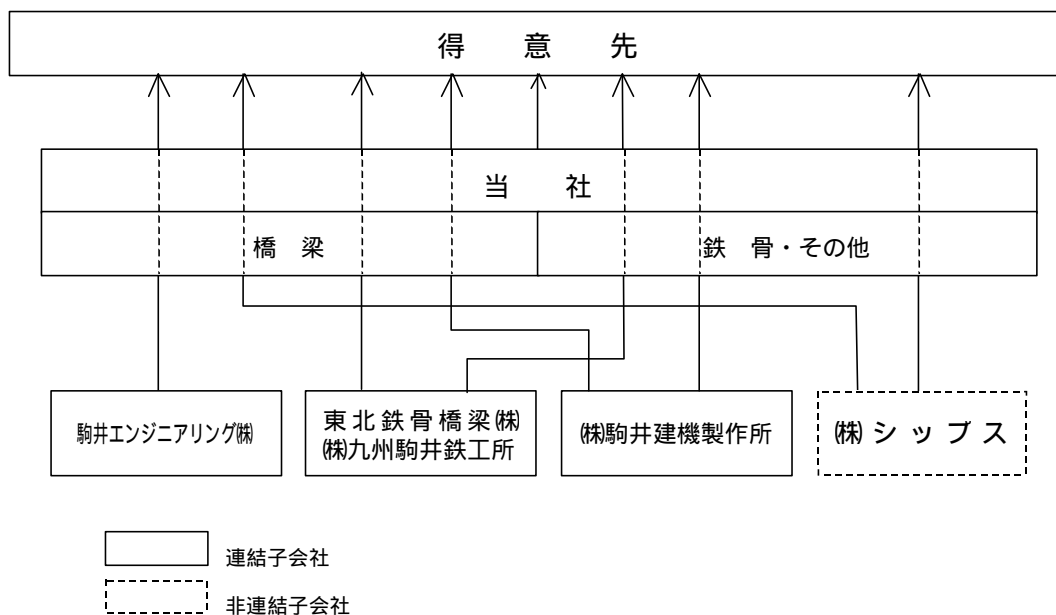 得 意 先
当 社
橋 梁
鉄 骨・その他
駒井エンジニアリング㈱
東北鉄骨橋梁㈱
㈱九州駒井鉄工所
㈱駒井建機製作所
㈱シップス
連結子会社
非連結子会社